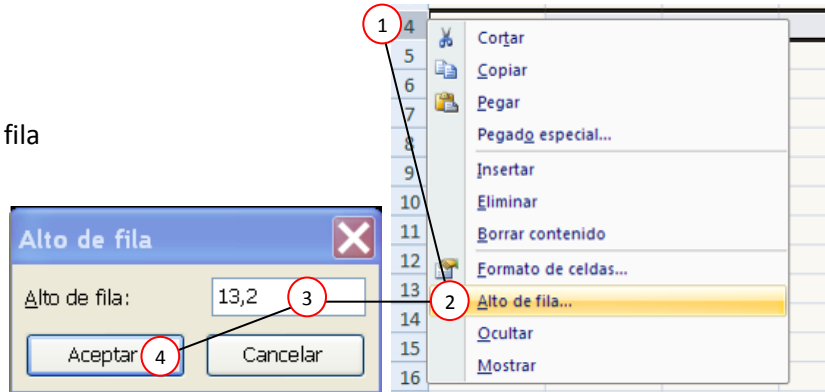 fila
Alto de fila
Alto de fila:
13,2
3
Aceptar
4
Cancelar
1
4
5
6
7
8
9
10
11
12
13
14
15
16
Cortar
Copiar
Pegar
Pegado especial...
Insertar
Eliminar
Borrar contenido
Formato de celdas...
2
Alto de fila...
Ocultar
Mostrar